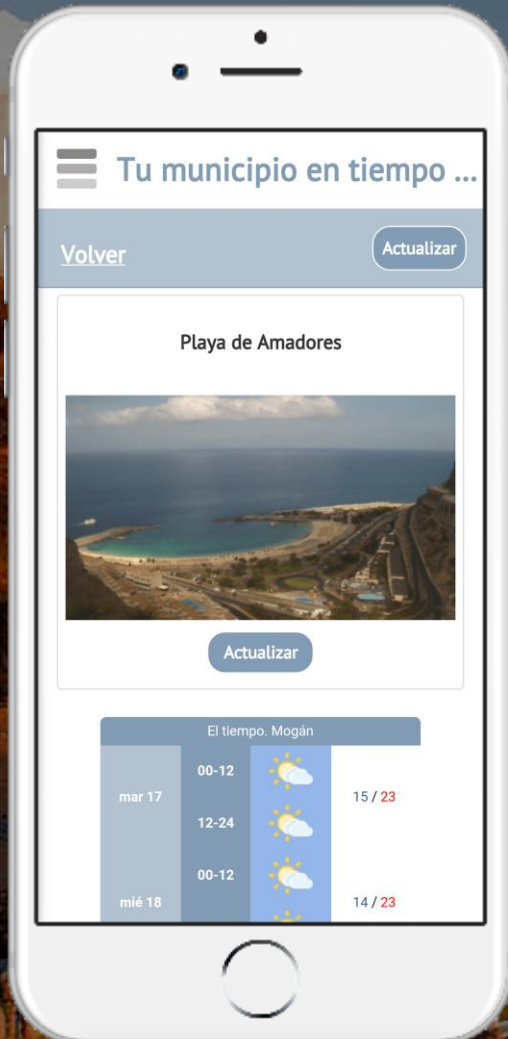 Tu municipio en tiempo ...
Volver
Actualizar
Playa de Amadores
Actualizar
El tiempo. Mogán
mar 17
00-12
15 / 23
12-24
mié 18
00-12
14 / 23